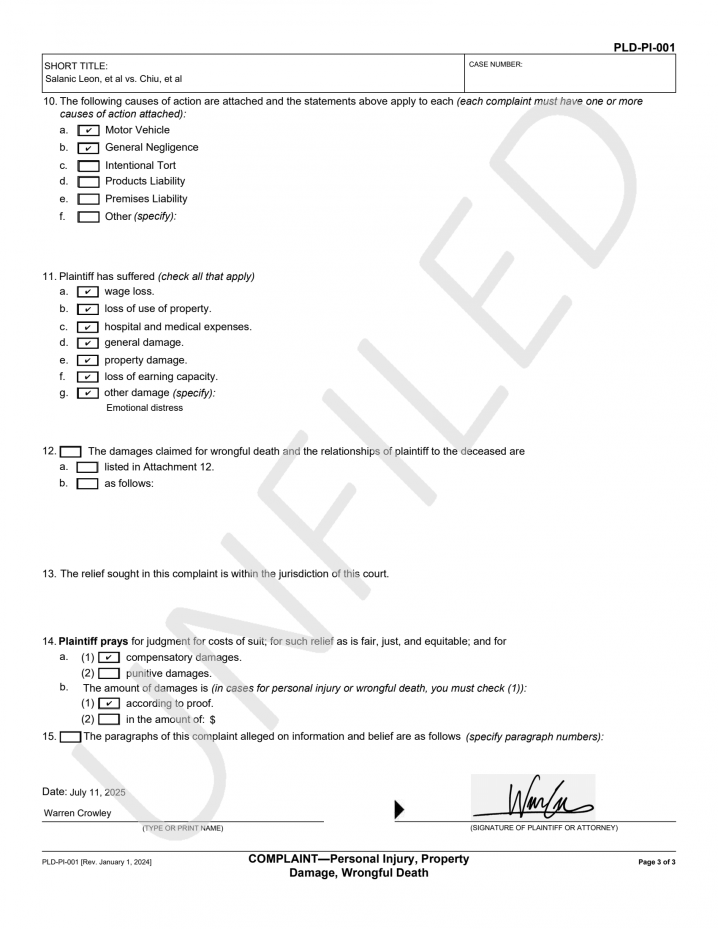 PLD-PI-001
SHORT TITLE:
Salanic Leon, et al vs. Chiu, et al
CASE NUMBER:
10. The following causes of action are attached and the statements above apply to each (each complaint must have one or more
causes of action attached):
a. ✔ Motor Vehicle
b. ✔ General Negligence
c. Intentional Tort
d. Products Liability
e. Premises Liability
f. Other (specify):
11. Plaintiff has suffered (check all that apply)
a. ✔ wage loss.
b. ✔ loss of use of property.
c. ✔ hospital and medical expenses.
d. ✔ general damage.
e. ✔ property damage.
f. ✔ loss of earning capacity.
g. ✔ other damage (specify):
Emotional distress
12. The damages claimed for wrongful death and the relationships of plaintiff to the deceased are
a. listed in Attachment 12.
b. as follows:
13. The relief sought in this complaint is within the jurisdiction of this court.
14. Plaintiff prays for judgment for costs of suit; for such relief as is fair, just, and equitable; and for
a. (1) ✔ compensatory damages.
(2) punitive damages.
b. The amount of damages is (in cases for personal injury or wrongful death, you must check (1)):
(1) ✔ according to proof.
(2) in the amount of: $
15. The paragraphs of this complaint alleged on information and belief are as follows (specify paragraph numbers):
Date: July 11, 2025
Warren Crowley
(TYPE OR PRINT NAME)
(SIGNATURE OF PLAINTIFF OR ATTORNEY)
PLD-PI-001 [Rev. January 1, 2024]
COMPLAINT—Personal Injury, Property
Damage, Wrongful Death
Page 3 of 3
UNFILED